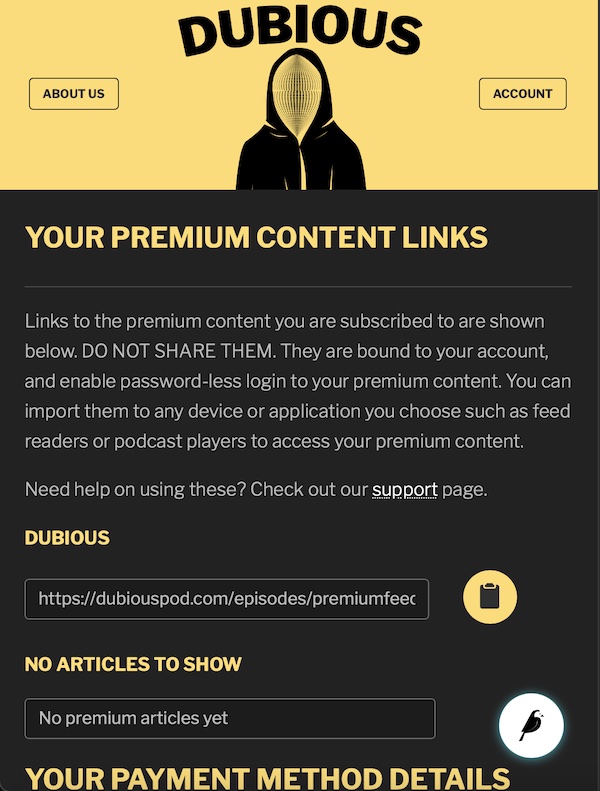 DUBIOUS
ABOUT US
ACCOUNT
YOUR PREMIUM CONTENT LINKS
Links to the premium content you are subscribed to are shown
below. DO NOT SHARE THEM. They are bound to your account,
and enable password-less login to your premium content. You can
import them to any device or application you choose such as feed
readers or podcast players to access your premium content.
Need help on using these? Check out our support page.
DUBIOUS
https://dubiouspod.com/episodes/premiumfeed
NO ARTICLES TO SHOW
No premium articles yet
YOUR PAYMENT METHOD DETAILS